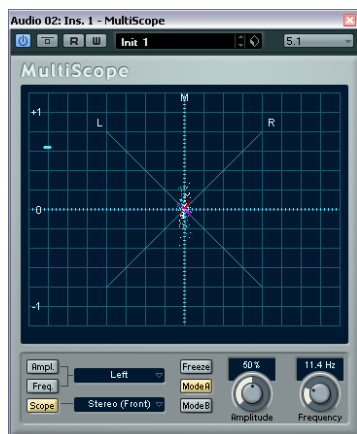 Audio 02: Ins. 1 - MultiScope
R W Init 1 5.1
MultiScope
M
+1
L R
0
-1
Ampl. Left Freeze 50 % 11.4 Hz
Freq. Mode A
Scope Stereo (Front) Mode B Amplitude Frequency